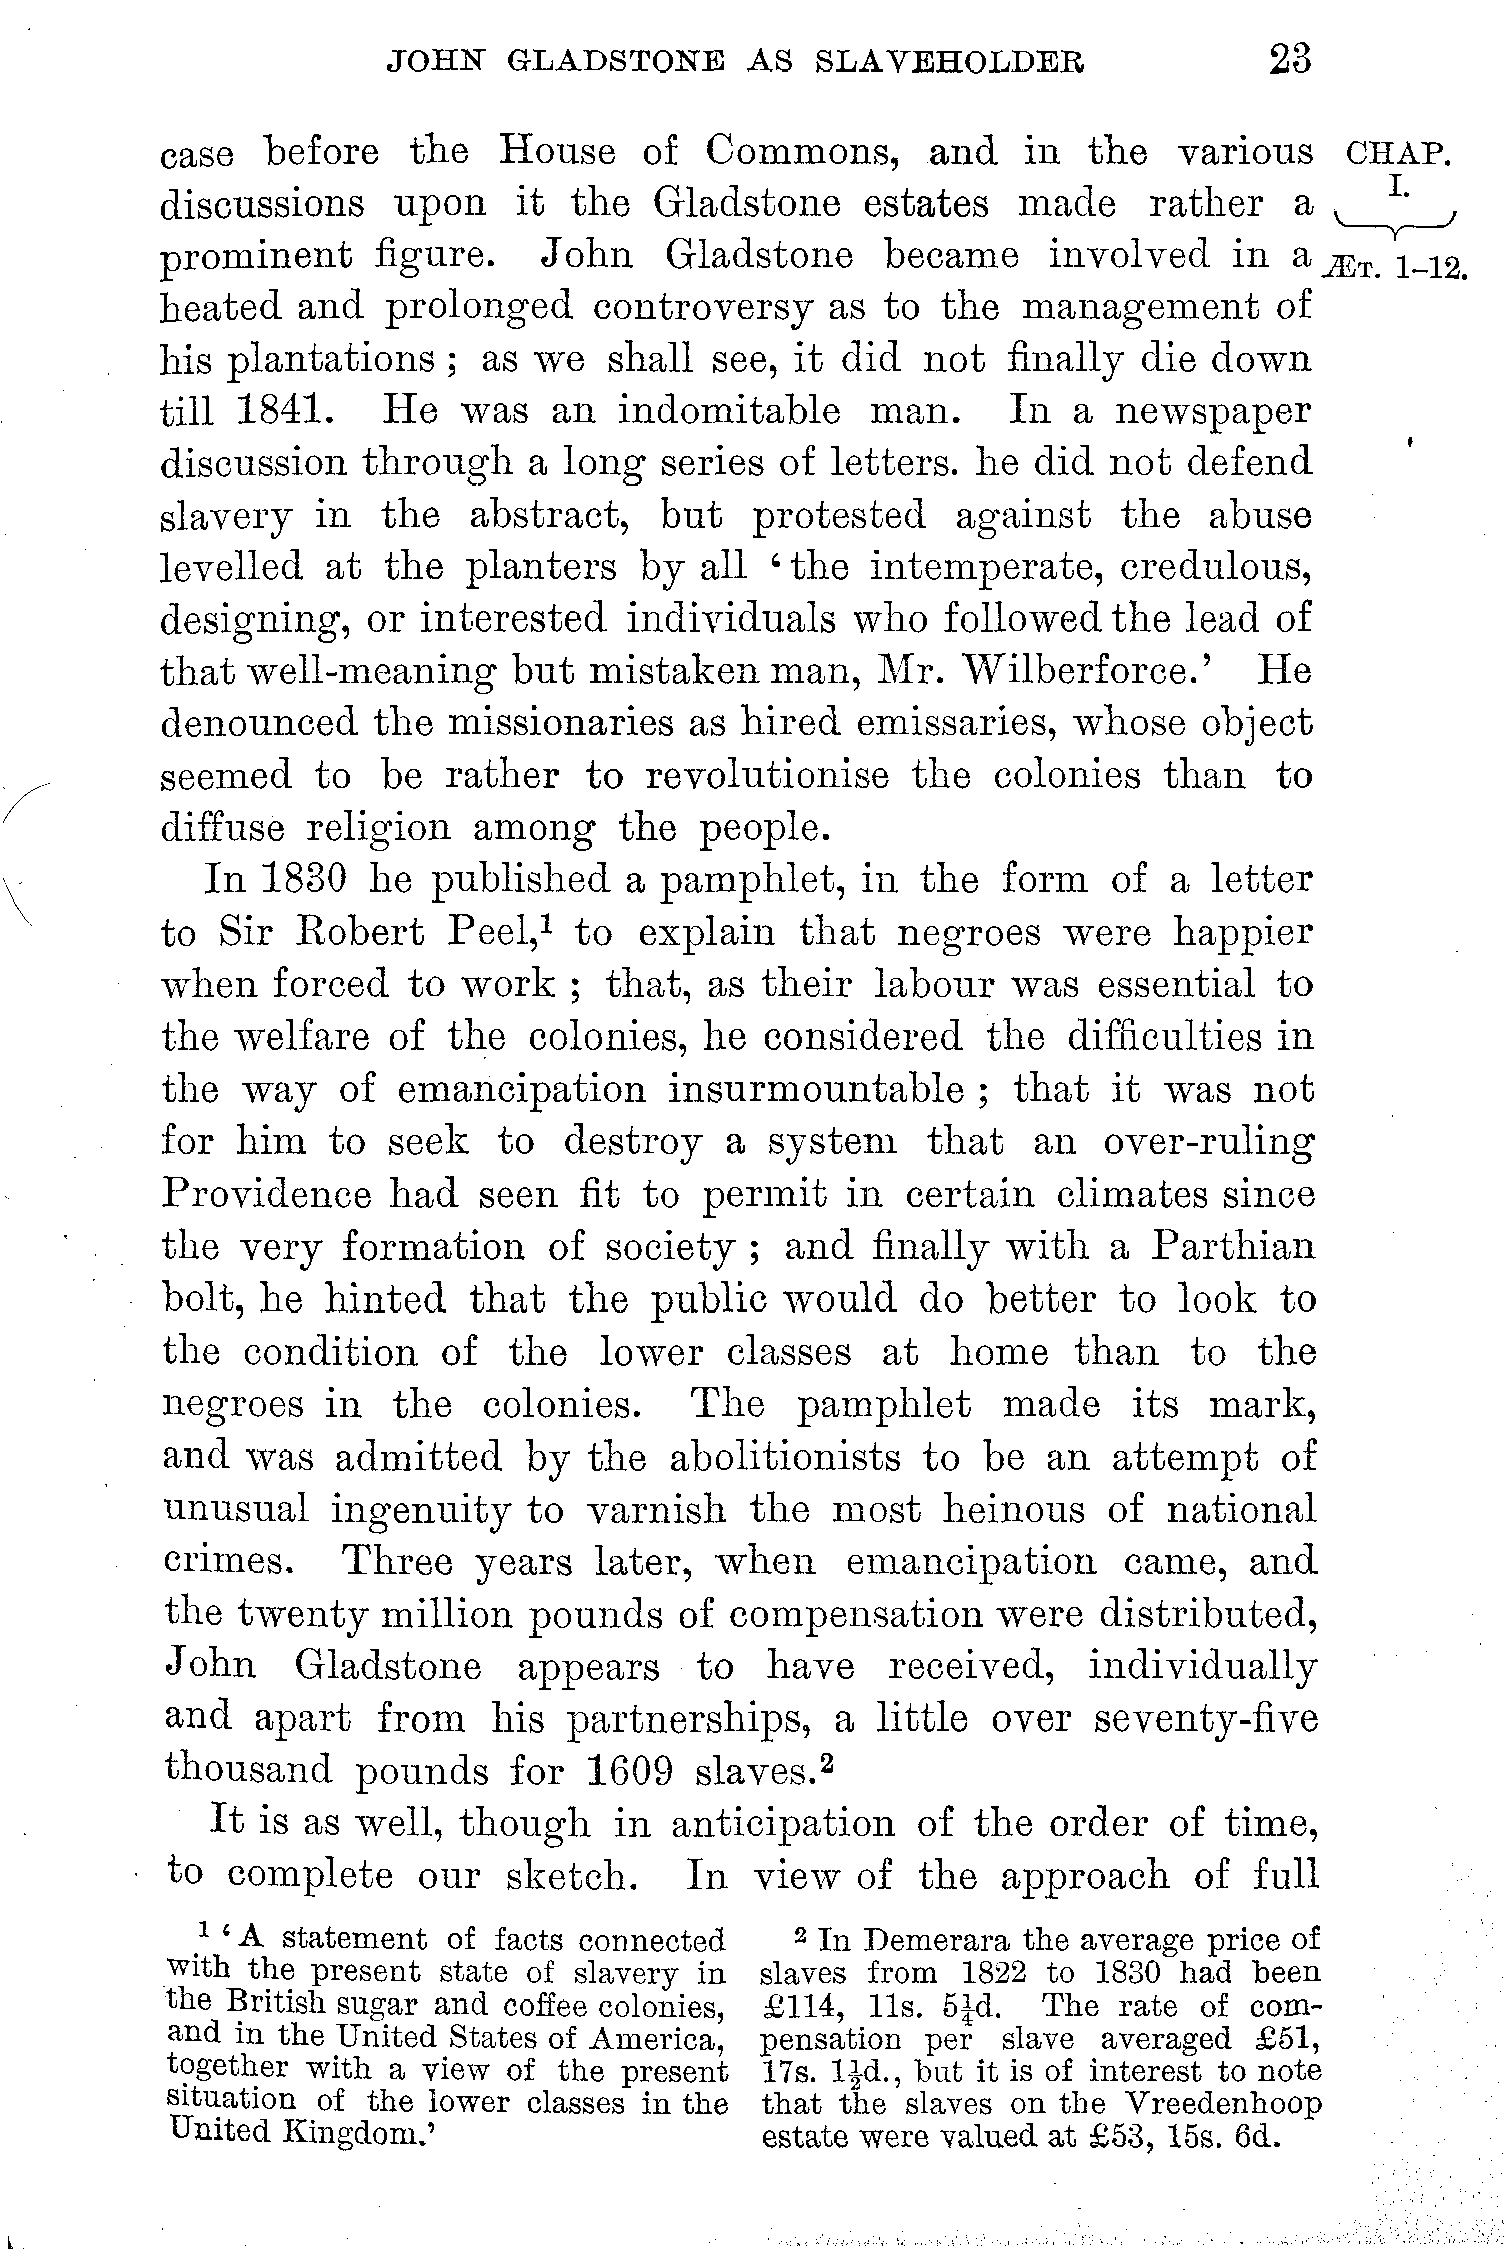 JOHN GLADSTONE AS SLAVEHOLDER 23
case before the House of Commons, and in the various
discussions upon it the Gladstone estates made rather a
prominent figure. John Gladstone became involved in a
heated and prolonged controversy as to the management of
his plantations ; as we shall see, it did not finally die down
till 1841. He was an indomitable man. In a newspaper
discussion through a long series of letters. he did not defend
slavery in the abstract, but protested against the abuse
levelled at the planters by all ‘ the intemperate, credulous,
designing, or interested individuals who followed the lead of
that well-meaning but mistaken man, Mr. Wilberforce.’ He
denounced the missionaries as hired emissaries, whose object
seemed to be rather to revolutionise the colonies than to
diffuse religion among the people.
In 1830 he published a pamphlet, in the form of a letter
to Sir Robert Peel,¹ to explain that negroes were happier
when forced to work ; that, as their labour was essential to
the welfare of the colonies, he considered the difficulties in
the way of emancipation insurmountable ; that it was not
for him to seek to destroy a system that an over-ruling
Providence had seen fit to permit in certain climates since
the very formation of society ; and finally with a Parthian
bolt, he hinted that the public would do better to look to
the condition of the lower classes at home than to the
negroes in the colonies. The pamphlet made its mark,
and was admitted by the abolitionists to be an attempt of
unusual ingenuity to varnish the most heinous of national
crimes. Three years later, when emancipation came, and
the twenty million pounds of compensation were distributed,
John Gladstone appears to have received, individually
and apart from his partnerships, a little over seventy-five
thousand pounds for 1609 slaves.²
It is as well, though in anticipation of the order of time,
to complete our sketch. In view of the approach of full
CHAP.
I.
ÆT. 1–12.
¹ ‘ A statement of facts connected
with the present state of slavery in
the British sugar and coffee colonies,
and in the United States of America,
together with a view of the present
situation of the lower classes in the
United Kingdom.’
² In Demerara the average price of
slaves from 1822 to 1830 had been
£114, 11s. 5¼d. The rate of com-
pensation per slave averaged £51,
17s. 1½d., but it is of interest to note
that the slaves on the Vreedenhoop
estate were valued at £53, 15s. 6d.